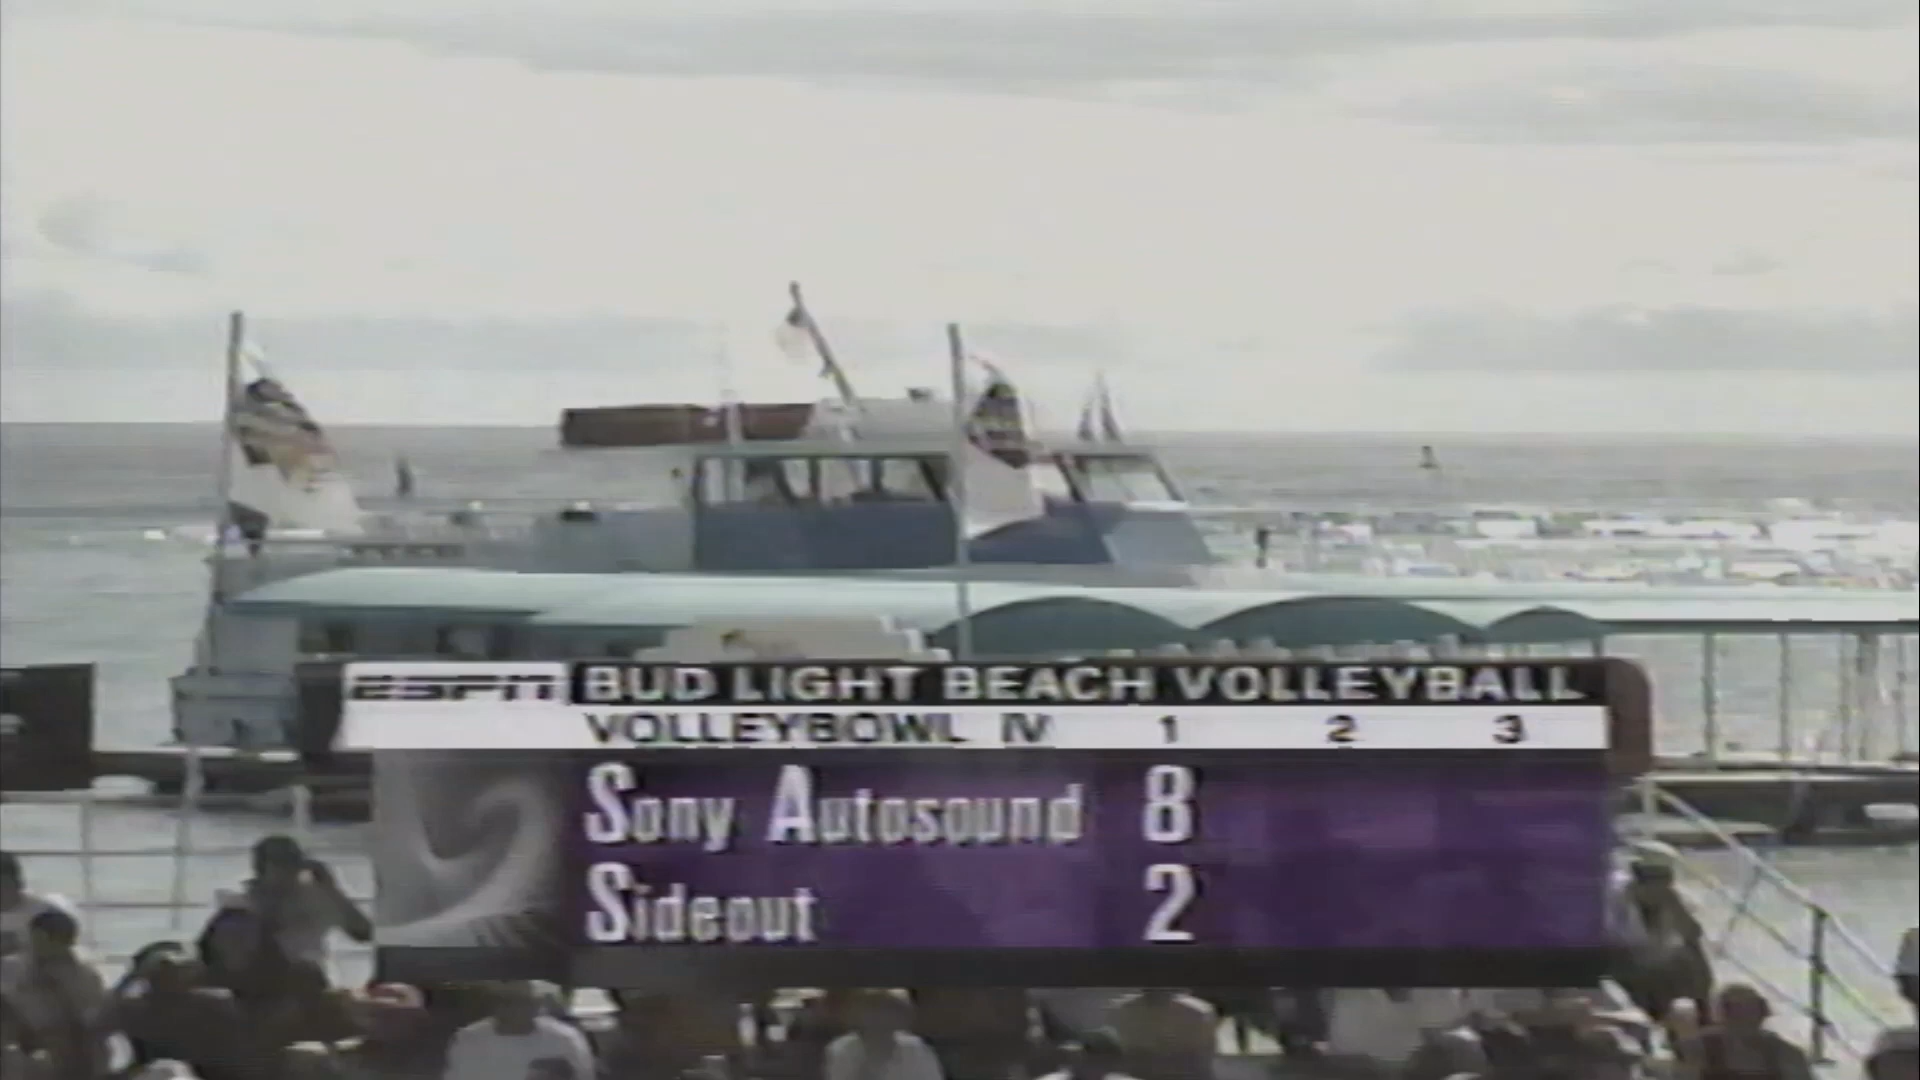 ESPN BUD LIGHT BEACH VOLLEYBALL
VOLLEYBOWL IV 1 2 3
Sony Autosound 8
Sideout 2